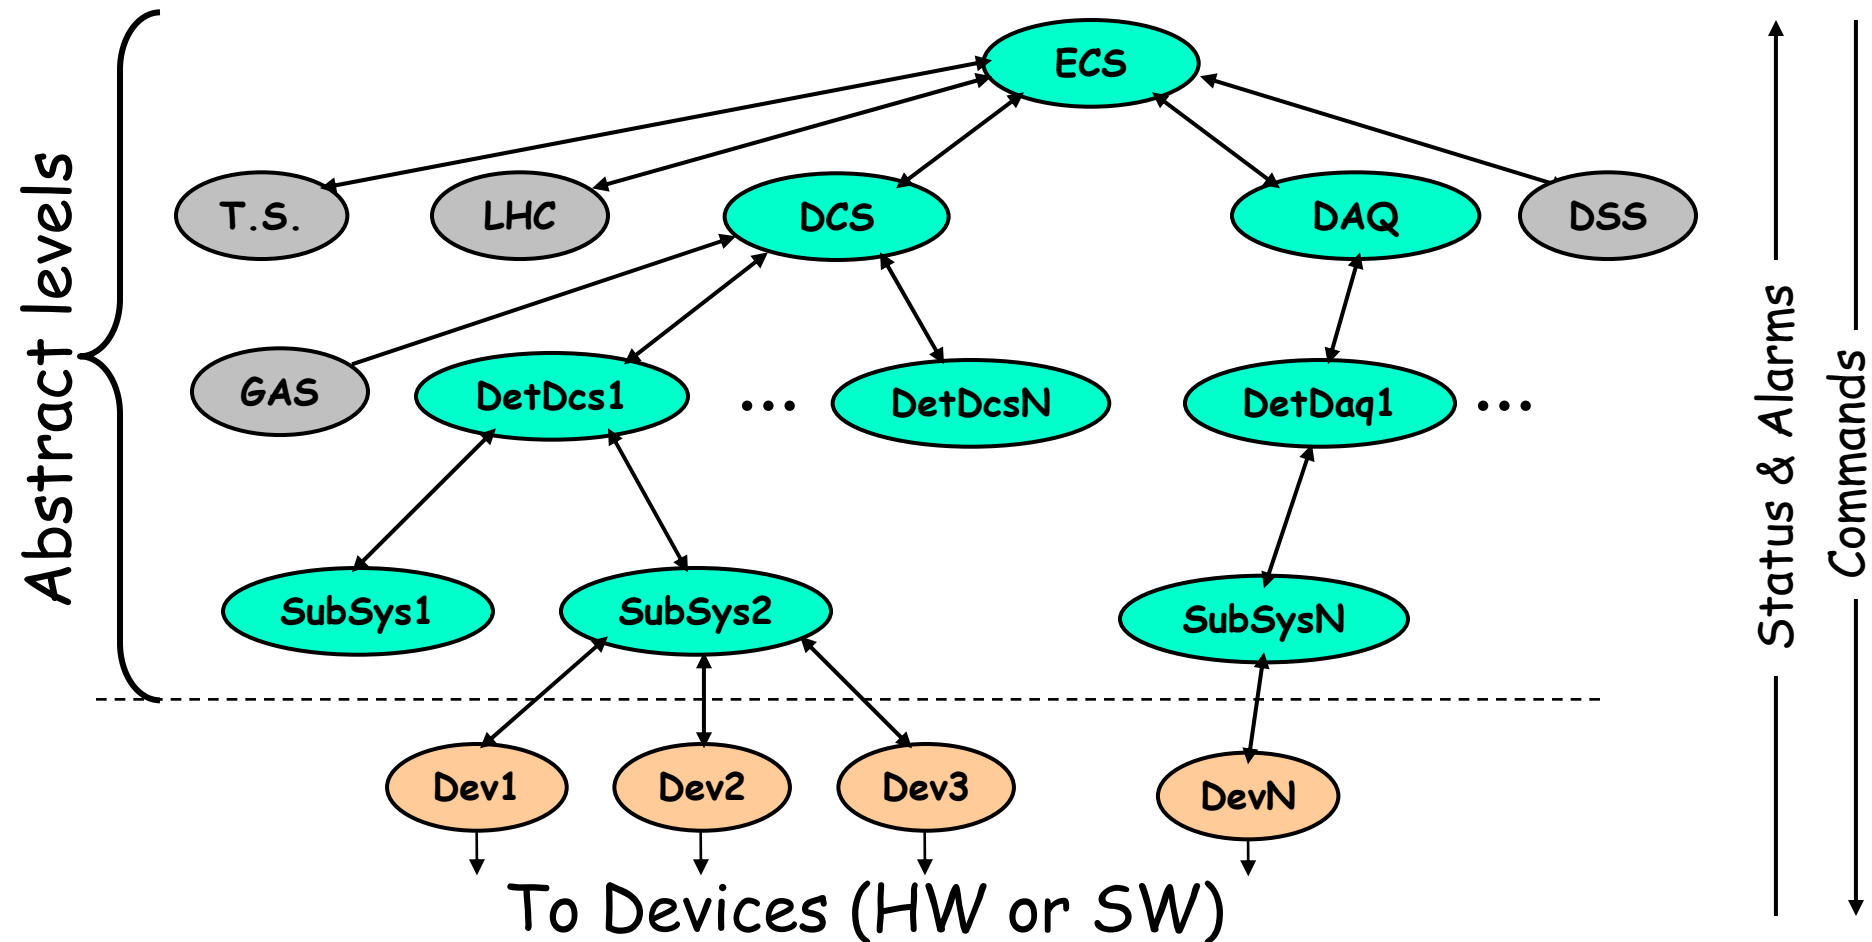 ECS
T.S.
LHC
DCS
DAQ
DSS
GAS
DetDcs1
...
DetDcsN
DetDaq1
...
SubSys1
SubSys2
SubSysN
Dev1
Dev2
Dev3
DevN
To Devices (HW or SW)
Abstract levels
Status & Alarms
Commands